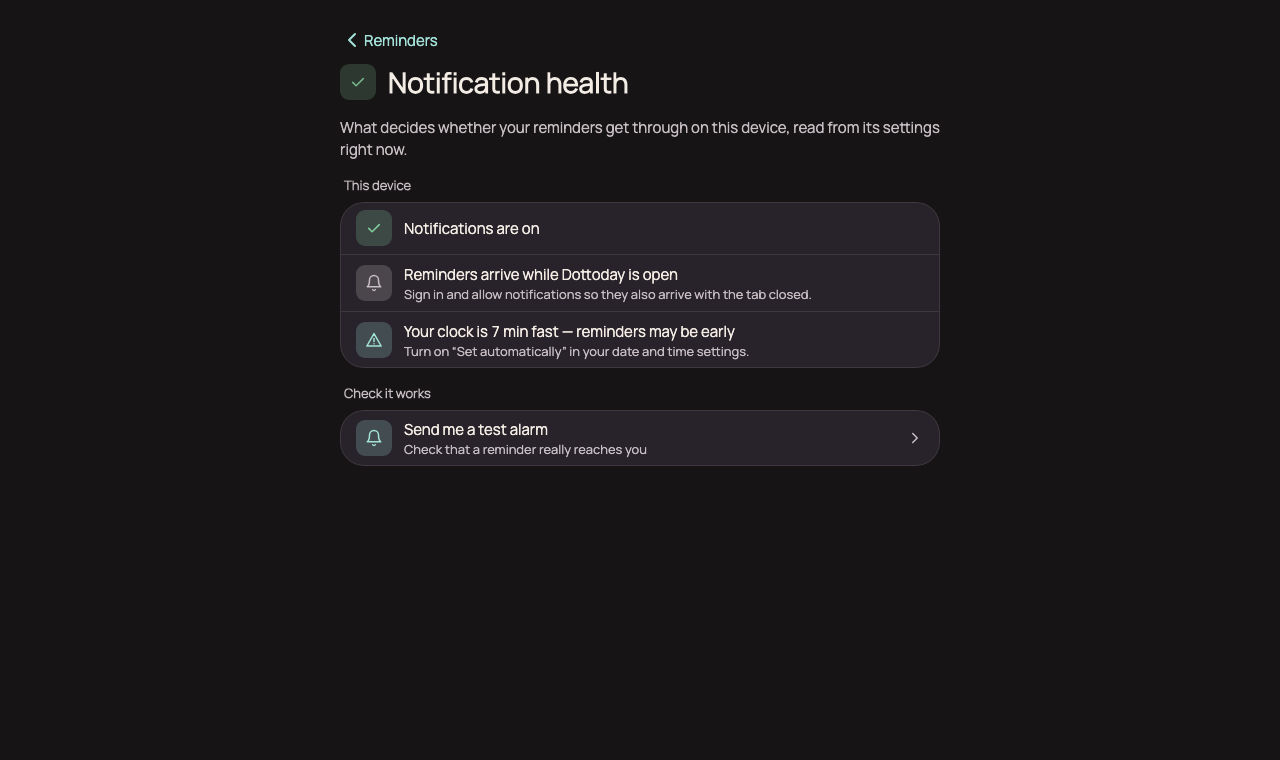 Reminders
Notification health
What decides whether your reminders get through on this device, read from its settings
right now.
This device
Notifications are on
Reminders arrive while Dottoday is open
Sign in and allow notifications so they also arrive with the tab closed.
Your clock is 7 min fast — reminders may be early
Turn on “Set automatically” in your date and time settings.
Check it works
Send me a test alarm
Check that a reminder really reaches you